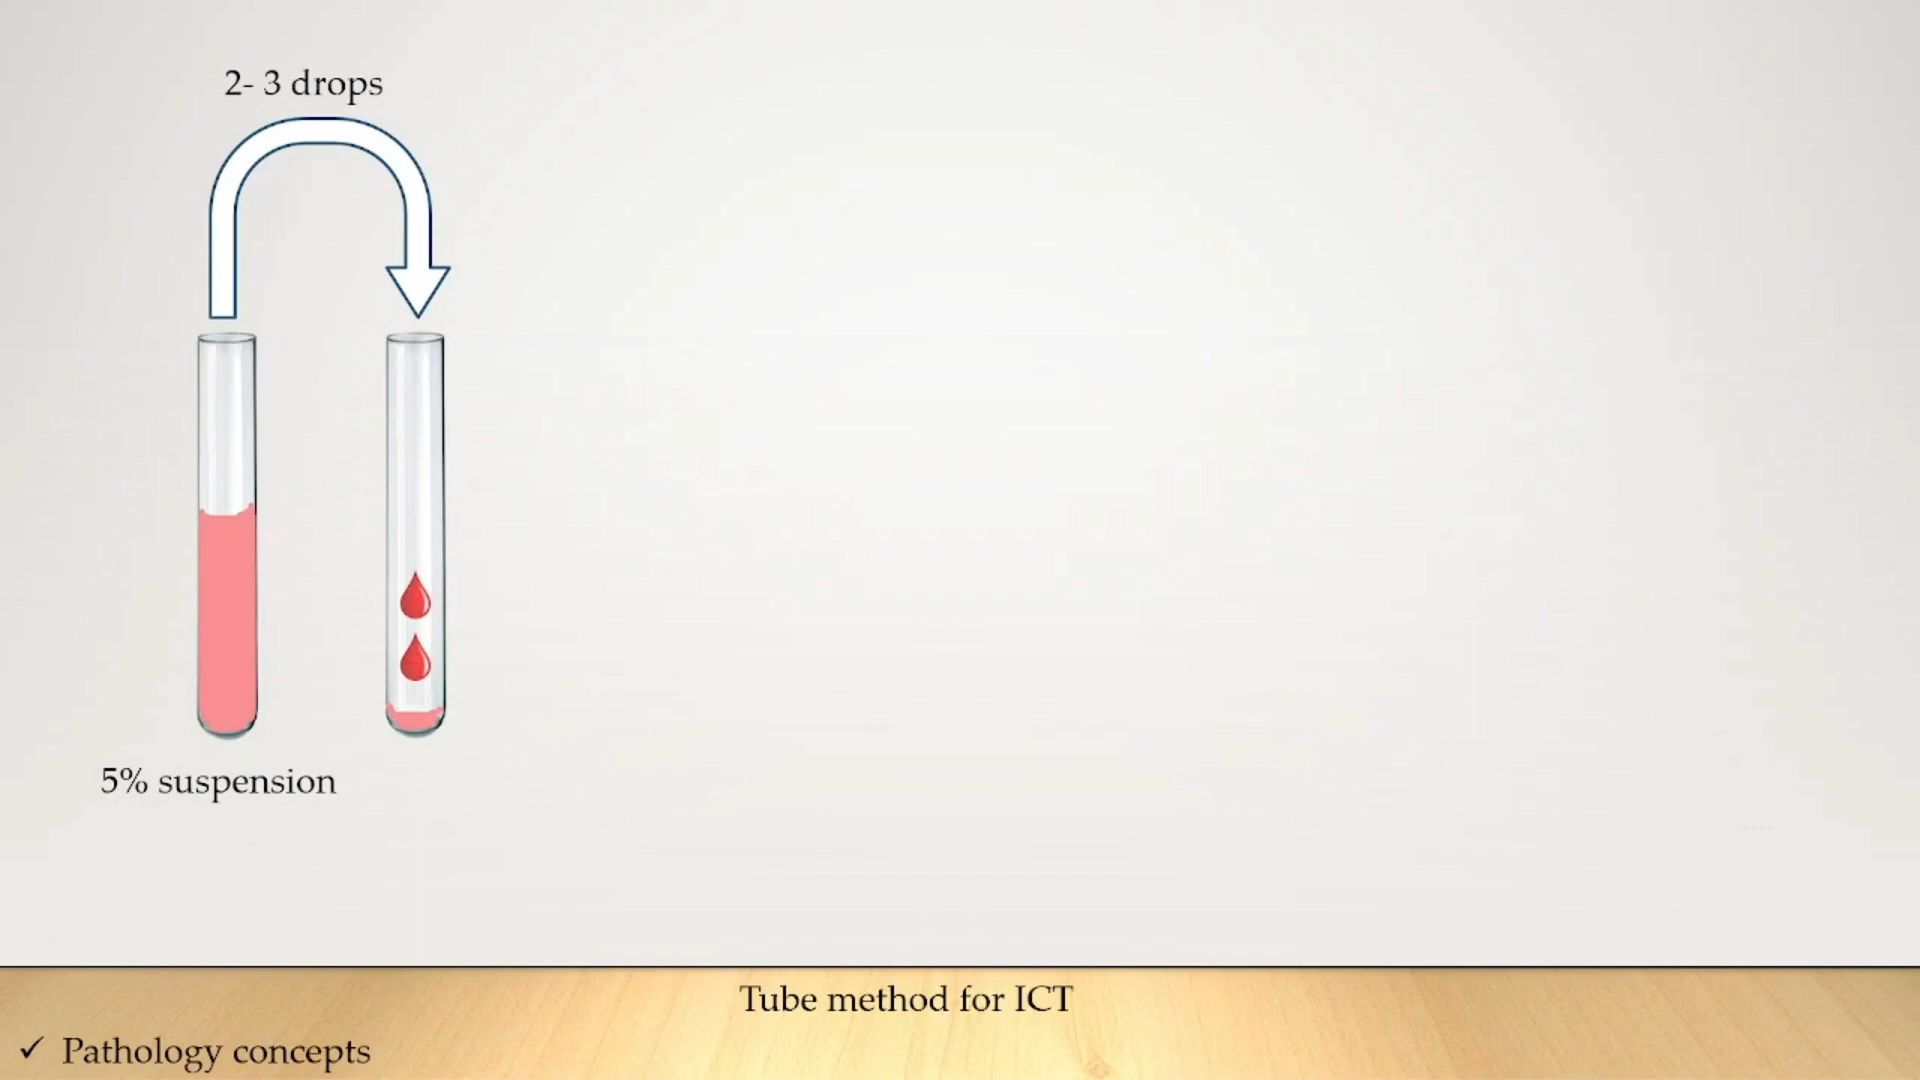 2- 3 drops
5% suspension
Tube method for ICT
✓ Pathology concepts